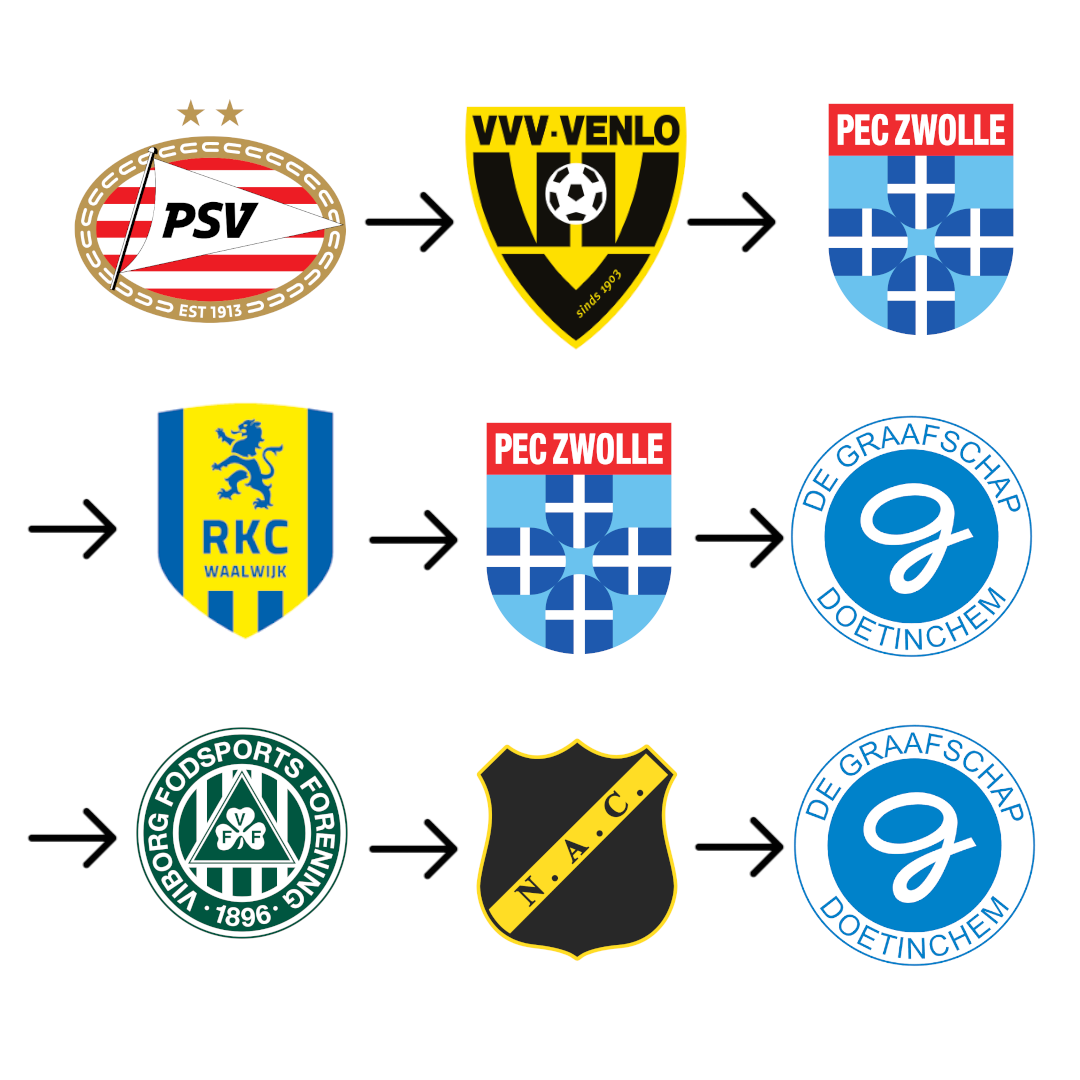 PSV
EST 1913
VVV-VENLO
sinds 1903
PEC ZWOLLE
RKC
WAALWIJK
PEC ZWOLLE
DE GRAAFSCHAP
DOETINCHEM
VIBORG FODSPORTS FORENING
V
F F
· 1896 ·
N.A.C.
DE GRAAFSCHAP
DOETINCHEM